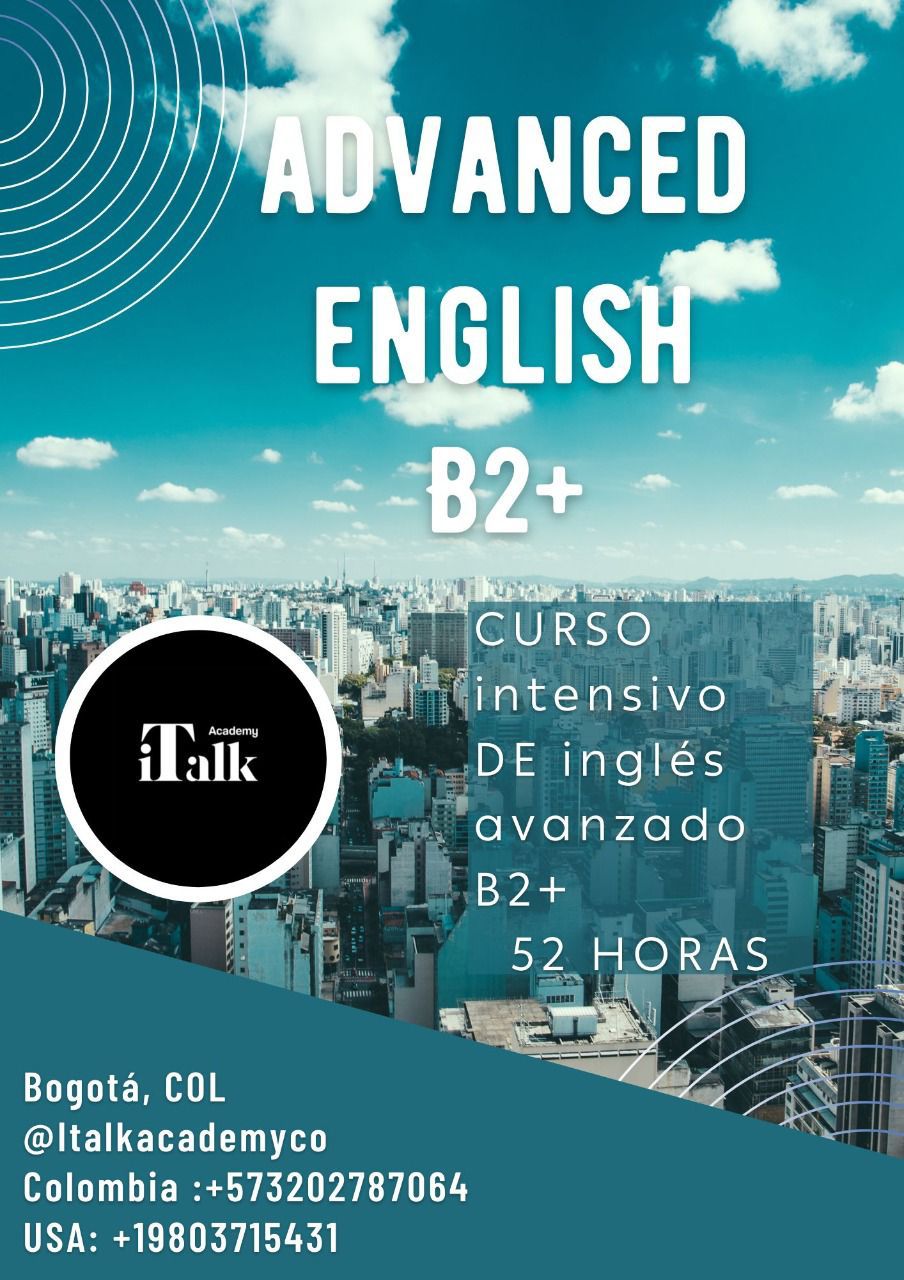 ADVANCED
ENGLISH
B2+
CURSO
intensivo
DE inglés
avanzado
B2+
52 HORAS
Academy
iTalk
Bogotá, COL
@Italkacademyco
Colombia :+573202787064
USA: +19803715431